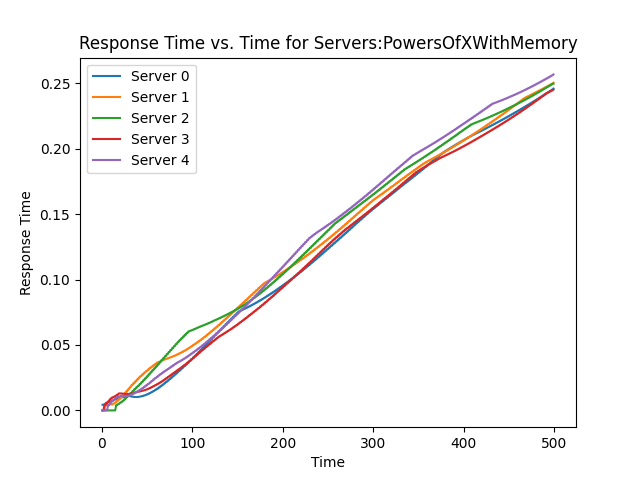 Response Time vs. Time for Servers:PowersOfXWithMemory
Server 0
Server 1
Server 2
Server 3
Server 4
Response Time
0.25
0.20
0.15
0.10
0.05
0.00
0 100 200 300 400 500
Time